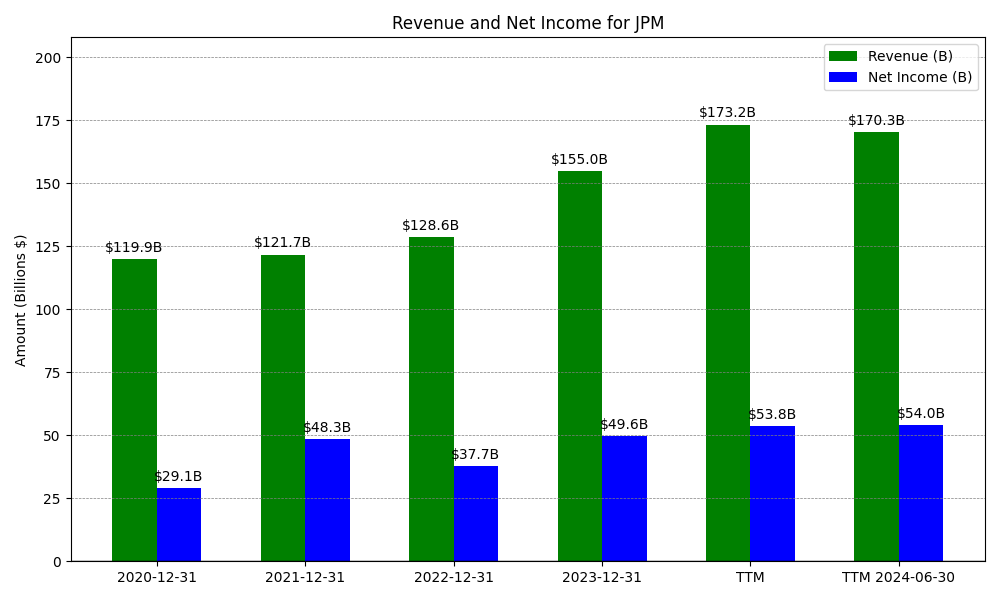 Revenue and Net Income for JPM
Revenue (B)
Net Income (B)
Amount (Billions $)
200
175
150
125
100
75
50
25
0
$119.9B
$29.1B
$121.7B
$48.3B
$128.6B
$37.7B
$155.0B
$49.6B
$173.2B
$53.8B
$170.3B
$54.0B
2020-12-31
2021-12-31
2022-12-31
2023-12-31
TTM
TTM 2024-06-30